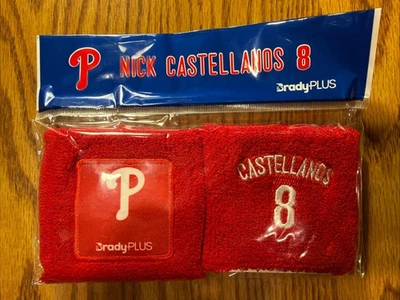 P NICK CASTELLANOS 8
BradyPLUS
P
BradyPLUS
CASTELLANOS
8